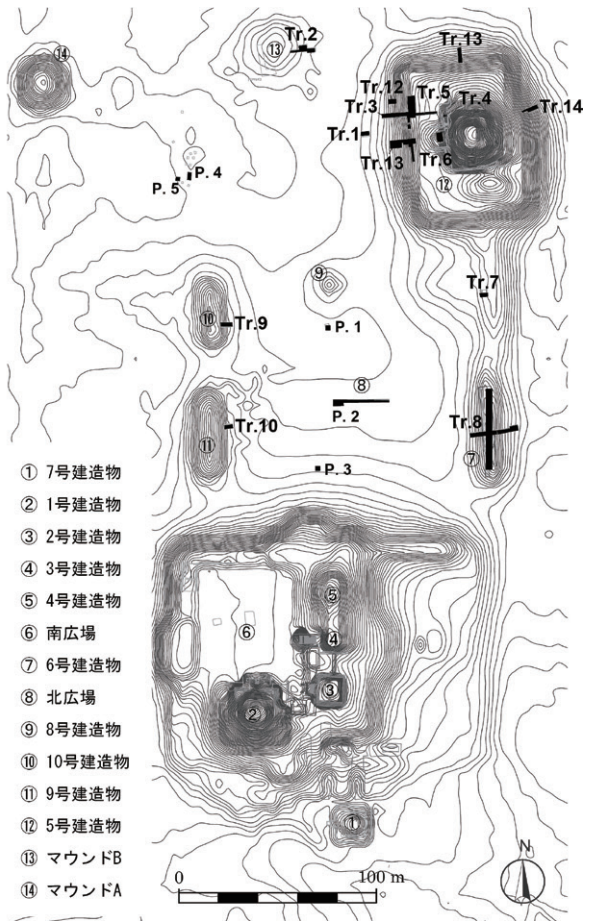 ⑭
⑬
Tr.2
Tr.13
Tr.12
Tr.5
Tr.4
Tr.3
Tr.14
Tr.1
Tr.13
Tr.6
⑫
P. 5
P. 4
⑨
Tr.7
⑩
Tr.9
P. 1
⑧
P. 2
⑪
Tr.10
Tr.8
⑦
P. 3
① 7号建造物
② 1号建造物
③ 2号建造物
④ 3号建造物
⑤ 4号建造物
⑥ 南広場
⑦ 6号建造物
⑧ 北広場
⑨ 8号建造物
⑩ 10号建造物
⑪ 9号建造物
⑫ 5号建造物
⑬ マウンドB
⑭ マウンドA
⑤
⑥
④
③
②
①
0
100 m
N